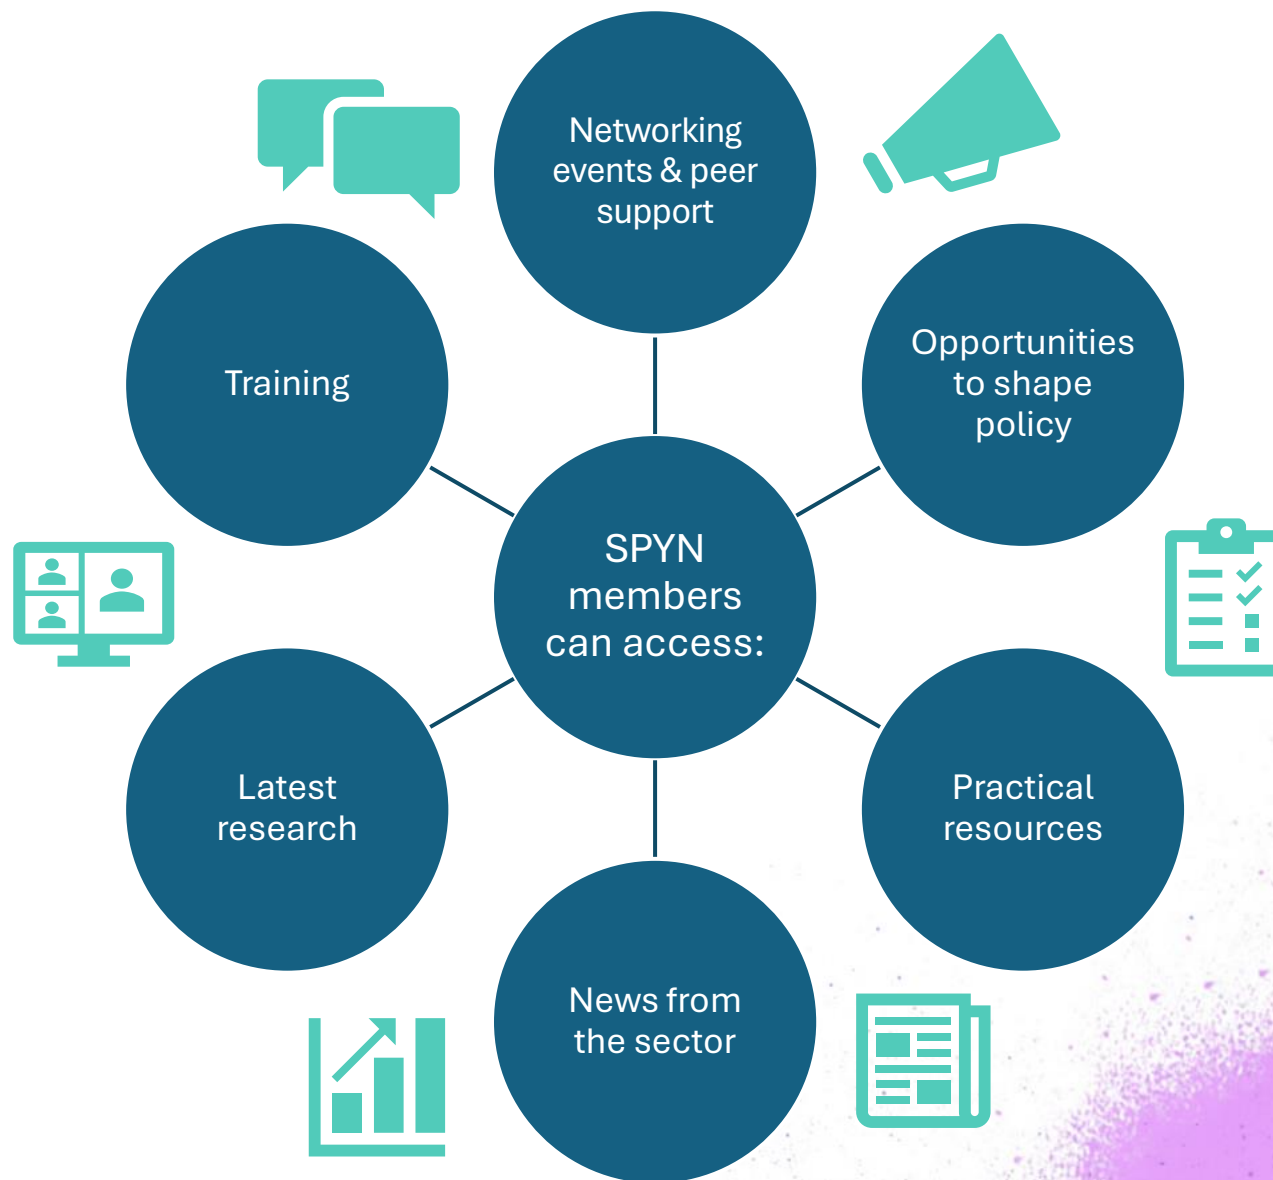 Networking
events & peer
support
Opportunities
to shape
policy
Training
SPYN
members
can access:
Latest
research
Practical
resources
News from
the sector